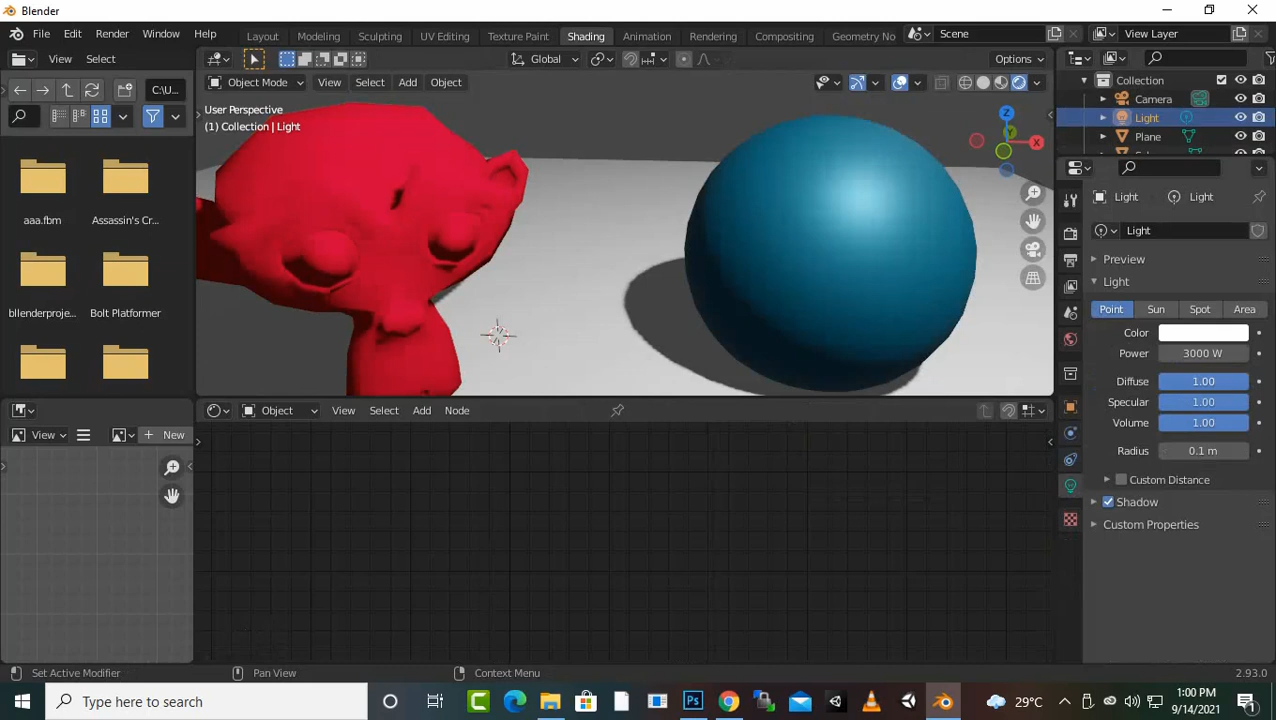 Blender
File Edit Render Window Help
Layout Modeling Sculpting UV Editing Texture Paint Shading Animation Rendering Compositing Geometry No
Scene View Layer
View Select
Global Options
C:\U...
Object Mode View Select Add Object
User Perspective
(1) Collection | Light
Z
X
Collection
Camera
Light
Plane
aaa.fbm Assassin's Cr...
bllenderproje... Bolt Platformer
Light Light
Light
Preview
Light
Point Sun Spot Area
Color
Power 3000 W
Diffuse 1.00
Specular 1.00
Volume 1.00
Radius 0.1 m
Custom Distance
Shadow
Custom Properties
Object View Select Add Node
View New
Set Active Modifier Pan View Context Menu 2.93.0
Type here to search
29°C
1:00 PM
9/14/2021
1